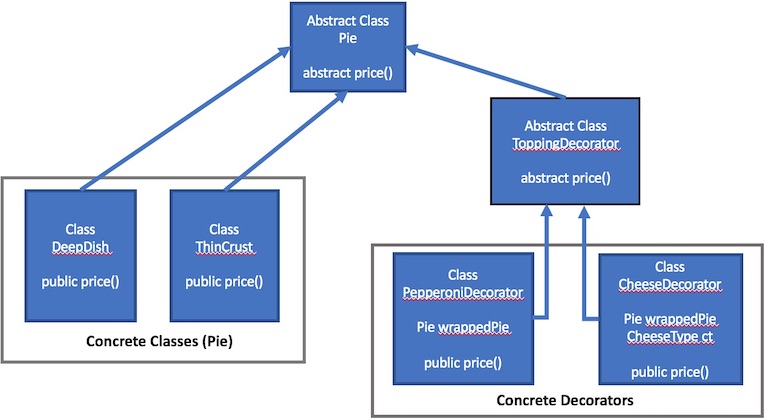 Abstract Class
Pie
abstract price()
Abstract Class
ToppingDecorator
abstract price()
Class
DeepDish
public price()
Class
ThinCrust
public price()
Concrete Classes (Pie)
Class
PepperoniDecorator
Pie wrappedPie
public price()
Class
CheeseDecorator
Pie wrappedPie
CheeseType ct
public price()
Concrete Decorators